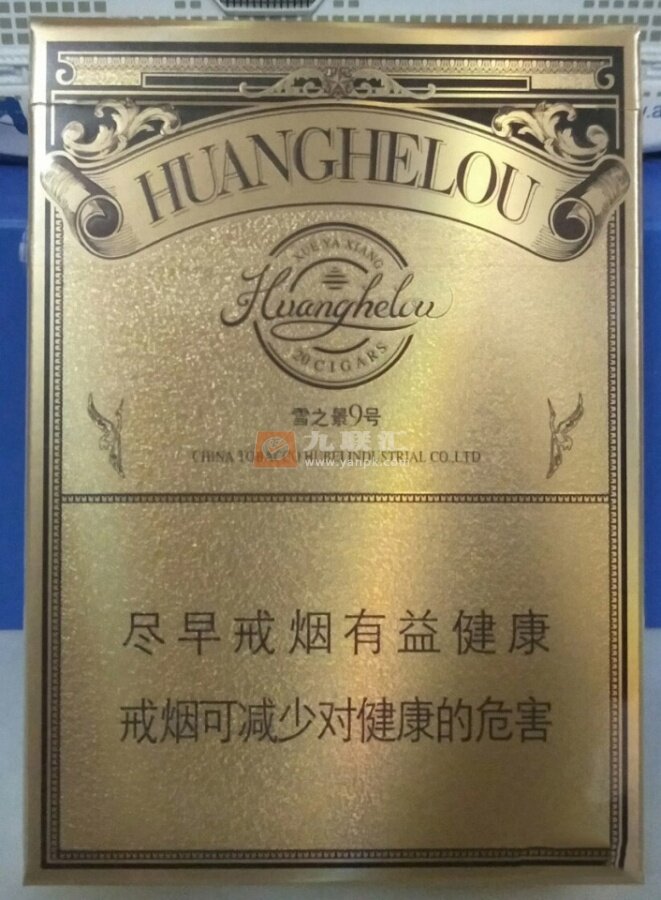 HUANGHELOU
XUE YA XIANG
Huanghelou
20 CIGARS
雪之景9号
九联汇
CHINA TOBACCO HUBEI INDUSTRIAL CO.,LTD
www.yanpk.com
尽早戒烟有益健康
戒烟可减少对健康的危害